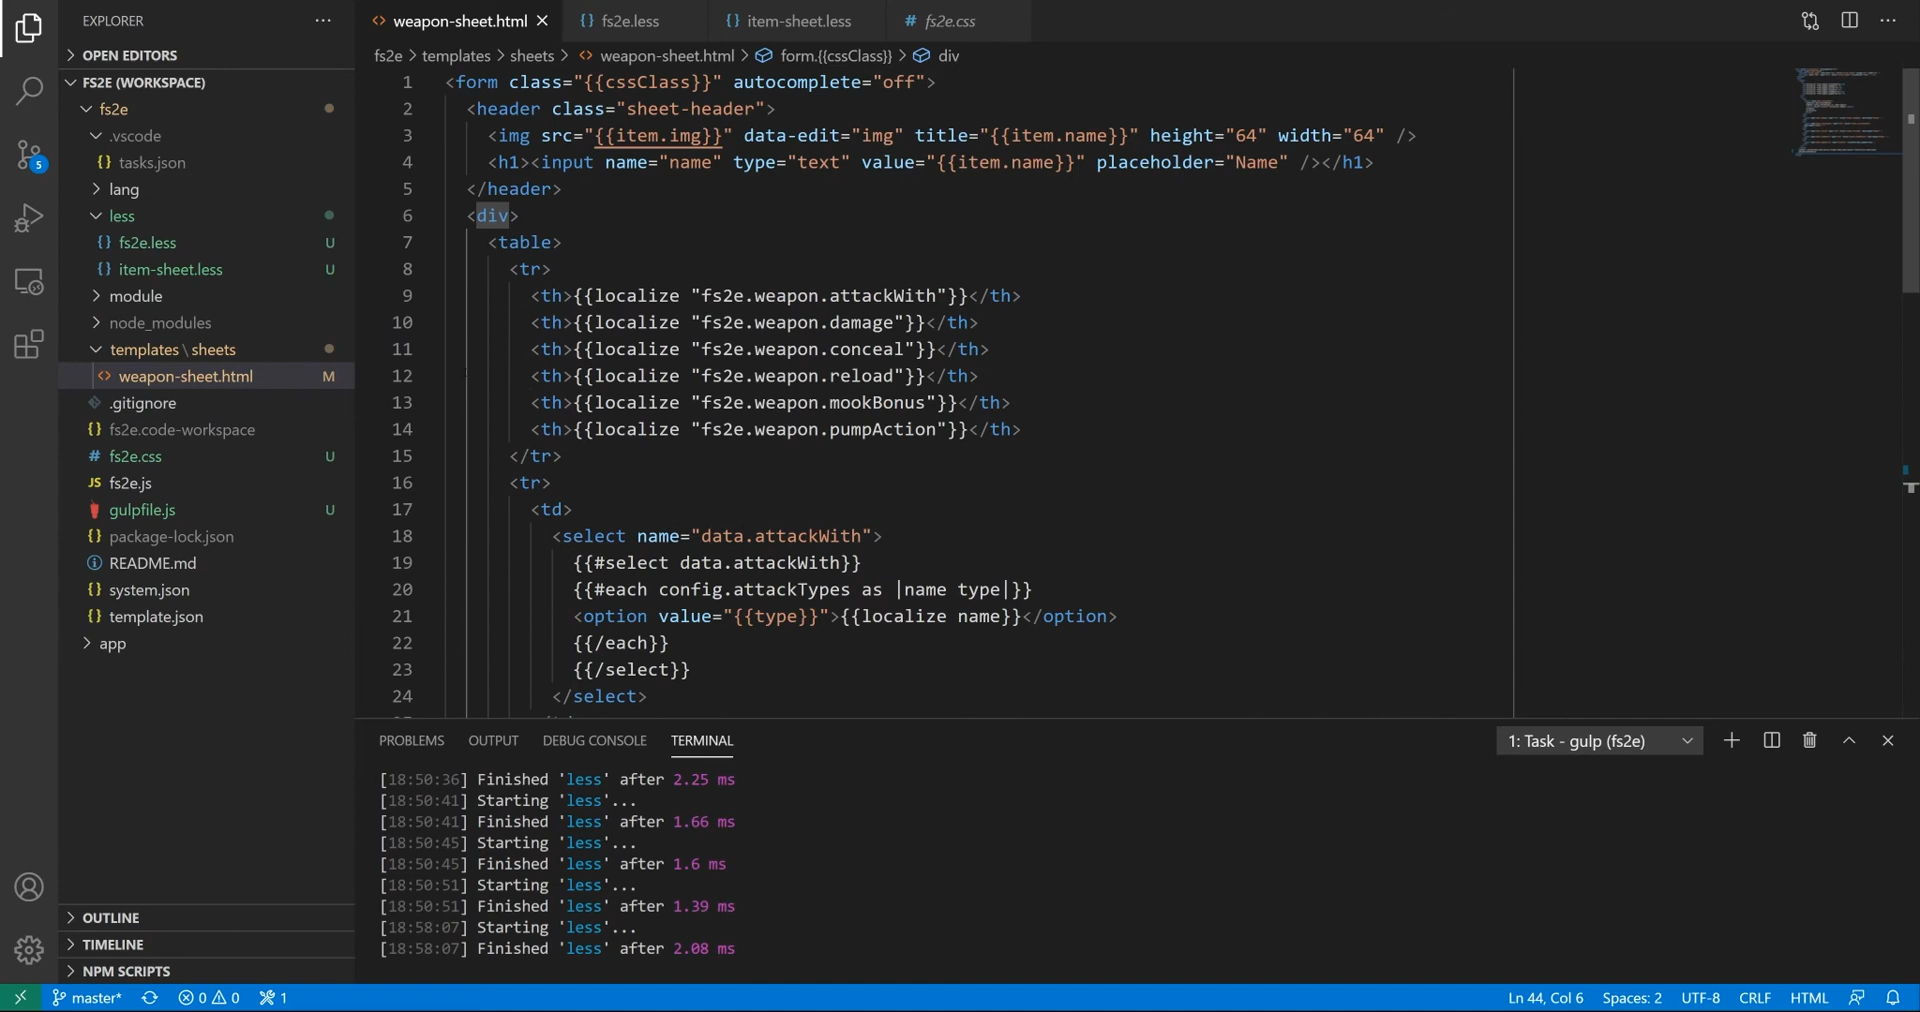 EXPLORER
OPEN EDITORS
FS2E (WORKSPACE)
fs2e
.vscode
{} tasks.json
lang
less
{} fs2e.less U
{} item-sheet.less U
module
node_modules
templates \ sheets
<> weapon-sheet.html M
.gitignore
{} fs2e.code-workspace
# fs2e.css U
JS fs2e.js
gulpfile.js U
{} package-lock.json
README.md
{} system.json
{} template.json
app
OUTLINE
TIMELINE
NPM SCRIPTS
5
<> weapon-sheet.html
{} fs2e.less
{} item-sheet.less
# fs2e.css
fs2e > templates > sheets > <> weapon-sheet.html > form.{{cssClass}} > div
1 <form class="{{cssClass}}" autocomplete="off">
2 <header class="sheet-header">
3 <img src="{{item.img}}" data-edit="img" title="{{item.name}}" height="64" width="64" />
4 <h1><input name="name" type="text" value="{{item.name}}" placeholder="Name" /></h1>
5 </header>
6 <div>
7 <table>
8 <tr>
9 <th>{{localize "fs2e.weapon.attackWith"}}</th>
10 <th>{{localize "fs2e.weapon.damage"}}</th>
11 <th>{{localize "fs2e.weapon.conceal"}}</th>
12 <th>{{localize "fs2e.weapon.reload"}}</th>
13 <th>{{localize "fs2e.weapon.mookBonus"}}</th>
14 <th>{{localize "fs2e.weapon.pumpAction"}}</th>
15 </tr>
16 <tr>
17 <td>
18 <select name="data.attackWith">
19 {{#select data.attackWith}}
20 {{#each config.attackTypes as |name type|}}
21 <option value="{{type}}">{{localize name}}</option>
22 {{/each}}
23 {{/select}}
24 </select>
PROBLEMS OUTPUT DEBUG CONSOLE TERMINAL
1: Task - gulp (fs2e)
[18:50:36] Finished 'less' after 2.25 ms
[18:50:41] Starting 'less'...
[18:50:41] Finished 'less' after 1.66 ms
[18:50:45] Starting 'less'...
[18:50:45] Finished 'less' after 1.6 ms
[18:50:51] Starting 'less'...
[18:50:51] Finished 'less' after 1.39 ms
[18:58:07] Starting 'less'...
[18:58:07] Finished 'less' after 2.08 ms
master* 0 0 1
Ln 44, Col 6 Spaces: 2 UTF-8 CRLF HTML